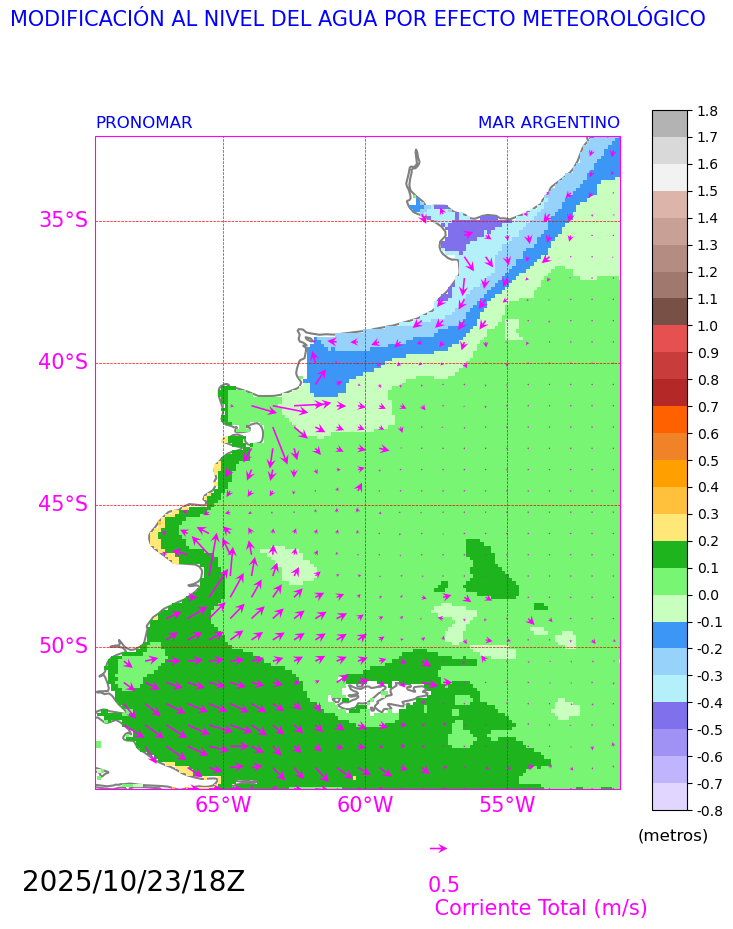 MODIFICACIÓN AL NIVEL DEL AGUA POR EFECTO METEOROLÓGICO
PRONOMAR
MAR ARGENTINO
35°S
40°S
45°S
50°S
65°W
60°W
55°W
1.8
1.7
1.6
1.5
1.4
1.3
1.2
1.1
1.0
0.9
0.8
0.7
0.6
0.5
0.4
0.3
0.2
0.1
0.0
-0.1
-0.2
-0.3
-0.4
-0.5
-0.6
-0.7
-0.8
(metros)
2025/10/23/18Z
0.5
Corriente Total (m/s)